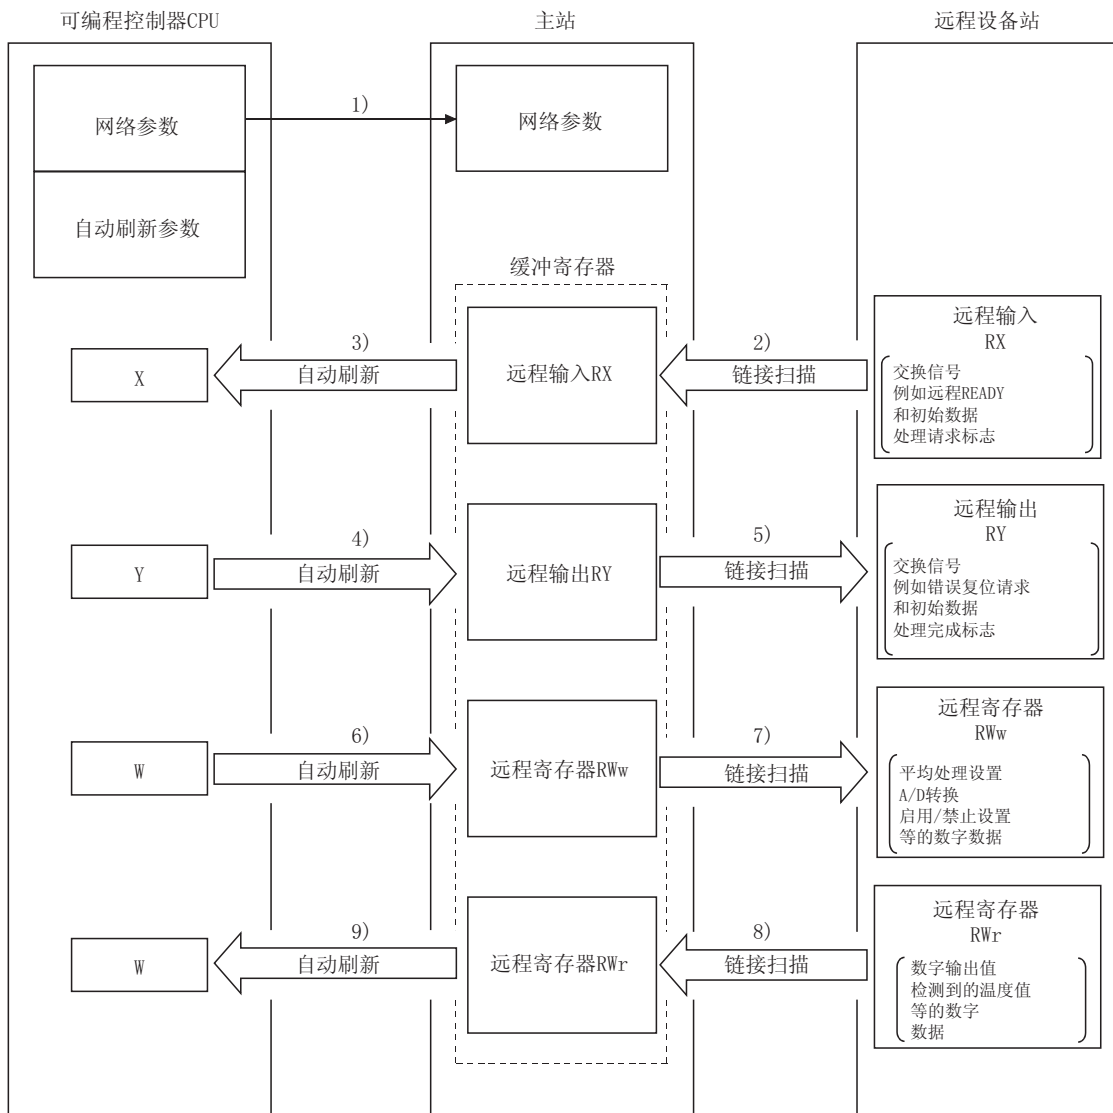 可编程控制器CPU
主站
远程设备站
网络参数
1)
网络参数
自动刷新参数
缓冲寄存器
X
3)
自动刷新
远程输入RX
2)
链接扫描
远程输入
RX
交换信号
例如远程READY
和初始数据
处理请求标志
Y
4)
自动刷新
远程输出RY
5)
链接扫描
远程输出
RY
交换信号
例如错误复位请求
和初始数据
处理完成标志
W
6)
自动刷新
远程寄存器RWw
7)
链接扫描
远程寄存器
RWw
平均处理设置
A/D转换
启用/禁止设置
等的数字数据
W
9)
自动刷新
远程寄存器RWr
8)
链接扫描
远程寄存器
RWr
数字输出值
检测到的温度值
等的数字
数据